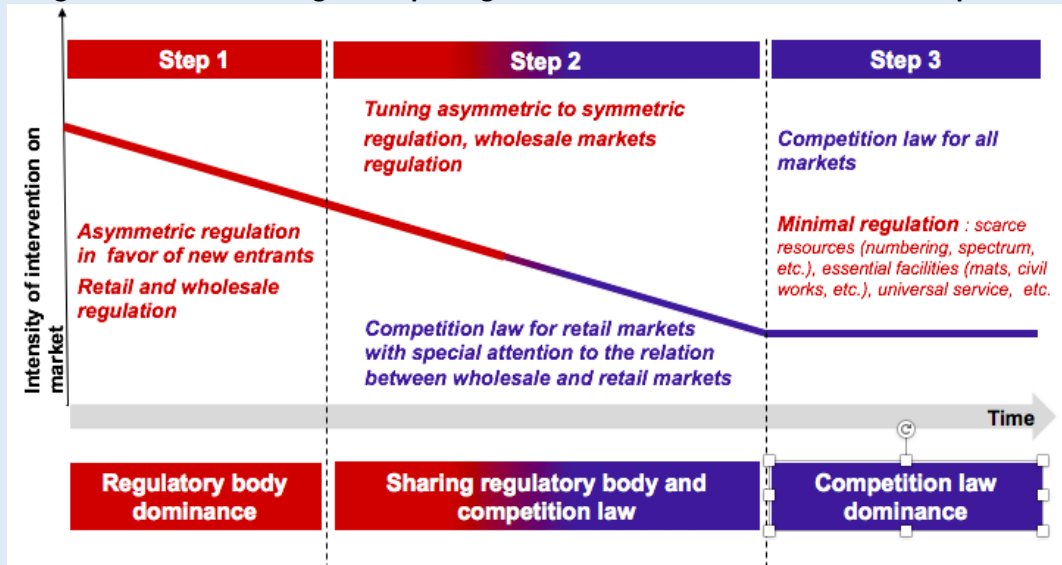 Step 1
Step 2
Step 3
Tuning asymmetric to symmetric
regulation, wholesale markets
regulation
Competition law for all
markets
Asymmetric regulation
in favor of new entrants
Retail and wholesale
regulation
Minimal regulation : scarce
resources (numbering, spectrum,
etc.), essential facilities (mats, civil
works, etc.), universal service, etc.
Competition law for retail markets
with special attention to the relation
between wholesale and retail markets
Intensity of intervention on
market
Time
Regulatory body
dominance
Sharing regulatory body and
competition law
Competition law
dominance